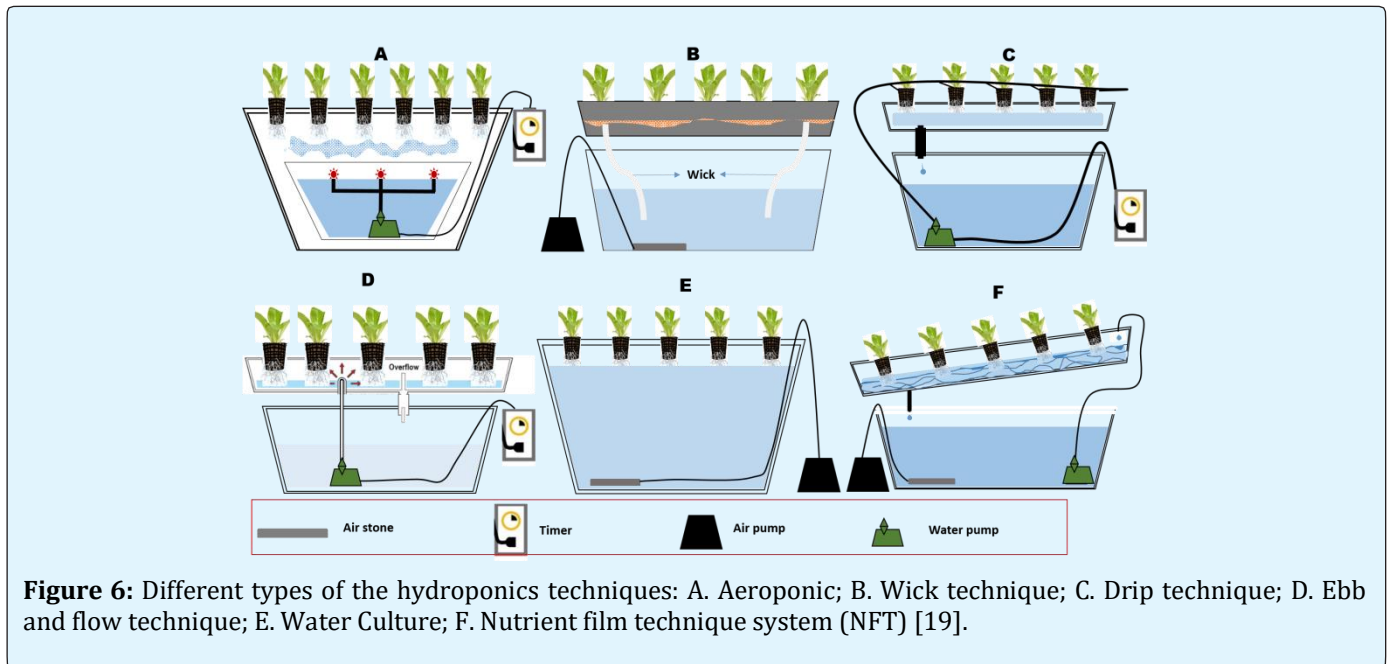 A
B
C
Wick
D
E
F
Overflow
Air stone
Timer
Air pump
Water pump
Figure 6: Different types of the hydroponics techniques: A. Aeroponic; B. Wick technique; C. Drip technique; D. Ebb
and flow technique; E. Water Culture; F. Nutrient film technique system (NFT) [19].